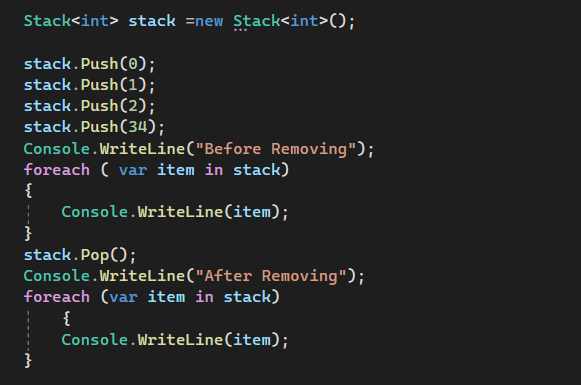 Stack<int> stack =new Stack<int>();
stack.Push(0);
stack.Push(1);
stack.Push(2);
stack.Push(34);
Console.WriteLine("Before Removing");
foreach ( var item in stack)
{
    Console.WriteLine(item);
}
stack.Pop();
Console.WriteLine("After Removing");
foreach (var item in stack)
    {
    Console.WriteLine(item);
}